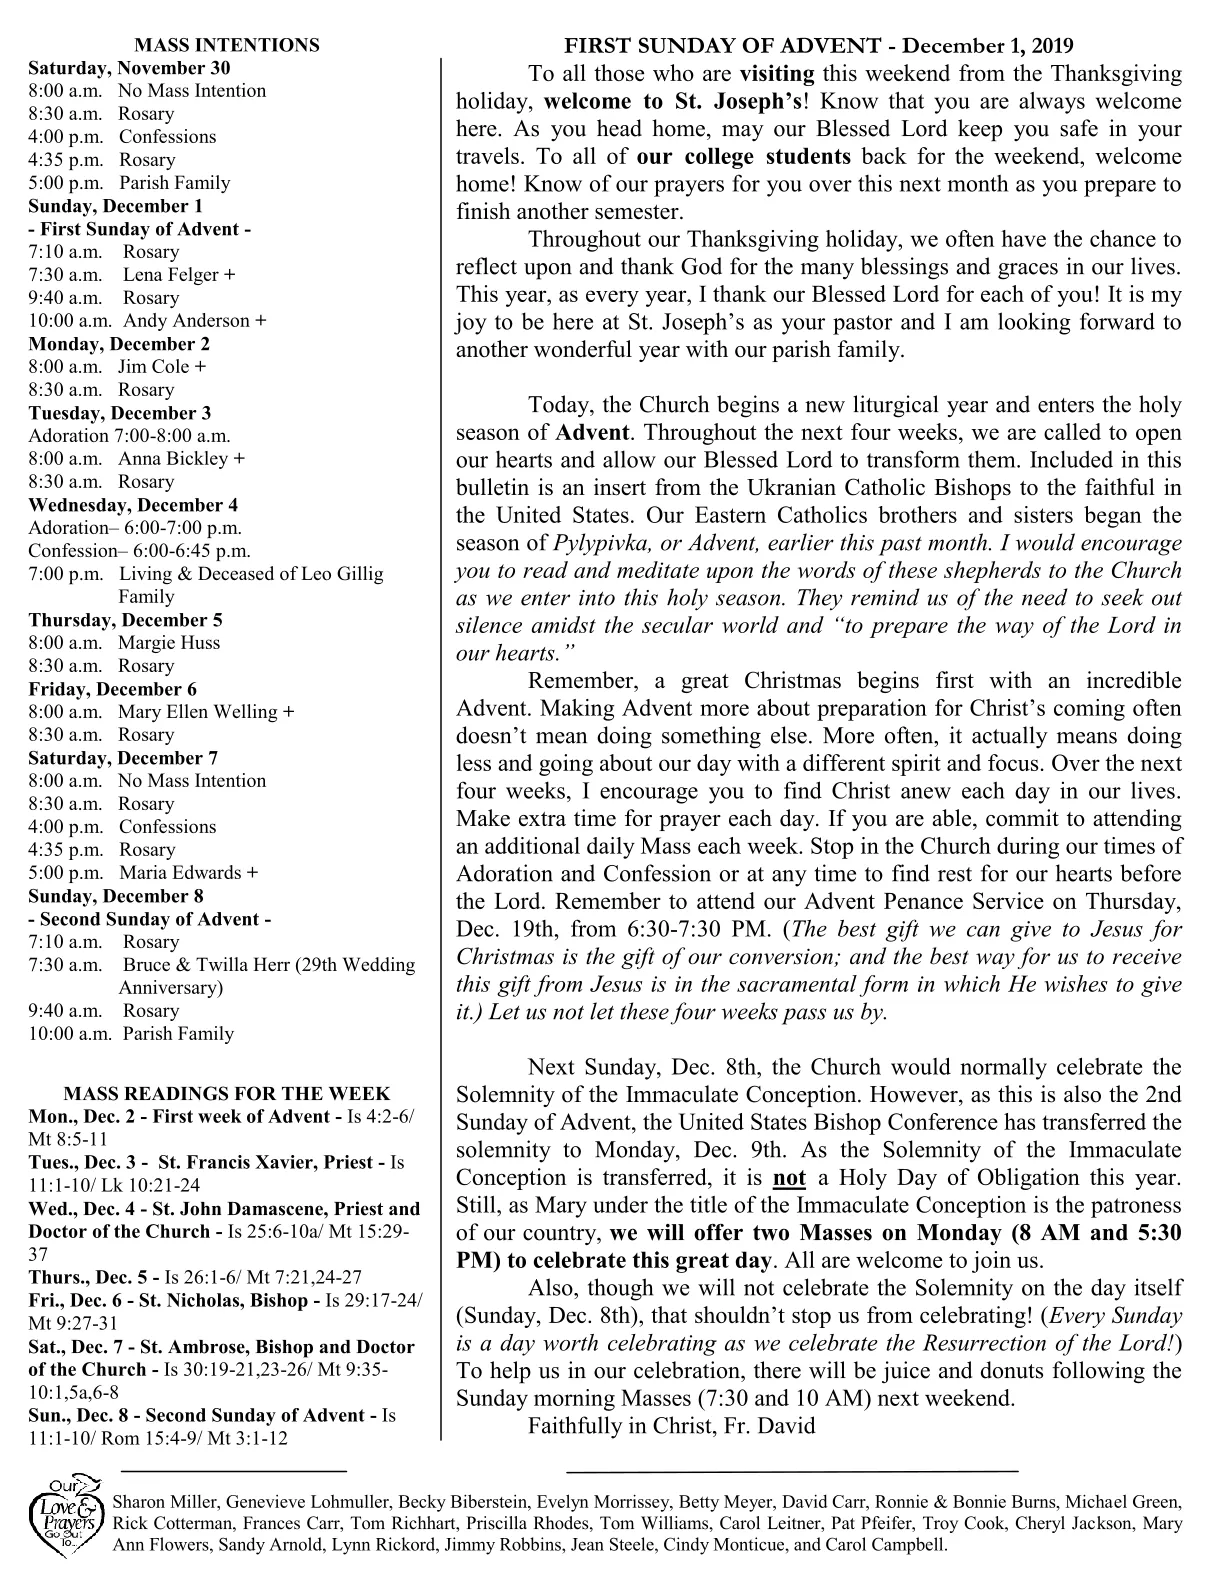 MASS INTENTIONS
Saturday, November 30
8:00 a.m. No Mass Intention
8:30 a.m. Rosary
4:00 p.m. Confessions
4:35 p.m. Rosary
5:00 p.m. Parish Family
Sunday, December 1
- First Sunday of Advent -
7:10 a.m. Rosary
7:30 a.m. Lena Felger +
9:40 a.m. Rosary
10:00 a.m. Andy Anderson +
Monday, December 2
8:00 a.m. Jim Cole +
8:30 a.m. Rosary
Tuesday, December 3
Adoration 7:00-8:00 a.m.
8:00 a.m. Anna Bickley +
8:30 a.m. Rosary
Wednesday, December 4
Adoration– 6:00-7:00 p.m.
Confession– 6:00-6:45 p.m.
7:00 p.m. Living & Deceased of Leo Gillig
Family
Thursday, December 5
8:00 a.m. Margie Huss
8:30 a.m. Rosary
Friday, December 6
8:00 a.m. Mary Ellen Welling +
8:30 a.m. Rosary
Saturday, December 7
8:00 a.m. No Mass Intention
8:30 a.m. Rosary
4:00 p.m. Confessions
4:35 p.m. Rosary
5:00 p.m. Maria Edwards +
Sunday, December 8
- Second Sunday of Advent -
7:10 a.m. Rosary
7:30 a.m. Bruce & Twilla Herr (29th Wedding
Anniversary)
9:40 a.m. Rosary
10:00 a.m. Parish Family
MASS READINGS FOR THE WEEK
Mon., Dec. 2 - First week of Advent - Is 4:2-6/
Mt 8:5-11
Tues., Dec. 3 - St. Francis Xavier, Priest - Is
11:1-10/ Lk 10:21-24
Wed., Dec. 4 - St. John Damascene, Priest and
Doctor of the Church - Is 25:6-10a/ Mt 15:29-
37
Thurs., Dec. 5 - Is 26:1-6/ Mt 7:21,24-27
Fri., Dec. 6 - St. Nicholas, Bishop - Is 29:17-24/
Mt 9:27-31
Sat., Dec. 7 - St. Ambrose, Bishop and Doctor
of the Church - Is 30:19-21,23-26/ Mt 9:35-
10:1,5a,6-8
Sun., Dec. 8 - Second Sunday of Advent - Is
11:1-10/ Rom 15:4-9/ Mt 3:1-12
FIRST SUNDAY OF ADVENT - December 1, 2019
To all those who are visiting this weekend from the Thanksgiving
holiday, welcome to St. Joseph’s! Know that you are always welcome
here. As you head home, may our Blessed Lord keep you safe in your
travels. To all of our college students back for the weekend, welcome
home! Know of our prayers for you over this next month as you prepare to
finish another semester.
Throughout our Thanksgiving holiday, we often have the chance to
reflect upon and thank God for the many blessings and graces in our lives.
This year, as every year, I thank our Blessed Lord for each of you! It is my
joy to be here at St. Joseph’s as your pastor and I am looking forward to
another wonderful year with our parish family.
Today, the Church begins a new liturgical year and enters the holy
season of Advent. Throughout the next four weeks, we are called to open
our hearts and allow our Blessed Lord to transform them. Included in this
bulletin is an insert from the Ukranian Catholic Bishops to the faithful in
the United States. Our Eastern Catholics brothers and sisters began the
season of Pylypivka, or Advent, earlier this past month. I would encourage
you to read and meditate upon the words of these shepherds to the Church
as we enter into this holy season. They remind us of the need to seek out
silence amidst the secular world and “to prepare the way of the Lord in
our hearts.”
Remember, a great Christmas begins first with an incredible
Advent. Making Advent more about preparation for Christ’s coming often
doesn’t mean doing something else. More often, it actually means doing
less and going about our day with a different spirit and focus. Over the next
four weeks, I encourage you to find Christ anew each day in our lives.
Make extra time for prayer each day. If you are able, commit to attending
an additional daily Mass each week. Stop in the Church during our times of
Adoration and Confession or at any time to find rest for our hearts before
the Lord. Remember to attend our Advent Penance Service on Thursday,
Dec. 19th, from 6:30-7:30 PM. (The best gift we can give to Jesus for
Christmas is the gift of our conversion; and the best way for us to receive
this gift from Jesus is in the sacramental form in which He wishes to give
it.) Let us not let these four weeks pass us by.
Next Sunday, Dec. 8th, the Church would normally celebrate the
Solemnity of the Immaculate Conception. However, as this is also the 2nd
Sunday of Advent, the United States Bishop Conference has transferred the
solemnity to Monday, Dec. 9th. As the Solemnity of the Immaculate
Conception is transferred, it is not a Holy Day of Obligation this year.
Still, as Mary under the title of the Immaculate Conception is the patroness
of our country, we will offer two Masses on Monday (8 AM and 5:30
PM) to celebrate this great day. All are welcome to join us.
Also, though we will not celebrate the Solemnity on the day itself
(Sunday, Dec. 8th), that shouldn’t stop us from celebrating! (Every Sunday
is a day worth celebrating as we celebrate the Resurrection of the Lord!)
To help us in our celebration, there will be juice and donuts following the
Sunday morning Masses (7:30 and 10 AM) next weekend.
Faithfully in Christ, Fr. David
Our
Love &
Prayers
Go Out
To...
Sharon Miller, Genevieve Lohmuller, Becky Biberstein, Evelyn Morrissey, Betty Meyer, David Carr, Ronnie & Bonnie Burns, Michael Green,
Rick Cotterman, Frances Carr, Tom Richhart, Priscilla Rhodes, Tom Williams, Carol Leitner, Pat Pfeifer, Troy Cook, Cheryl Jackson, Mary
Ann Flowers, Sandy Arnold, Lynn Rickord, Jimmy Robbins, Jean Steele, Cindy Monticue, and Carol Campbell.